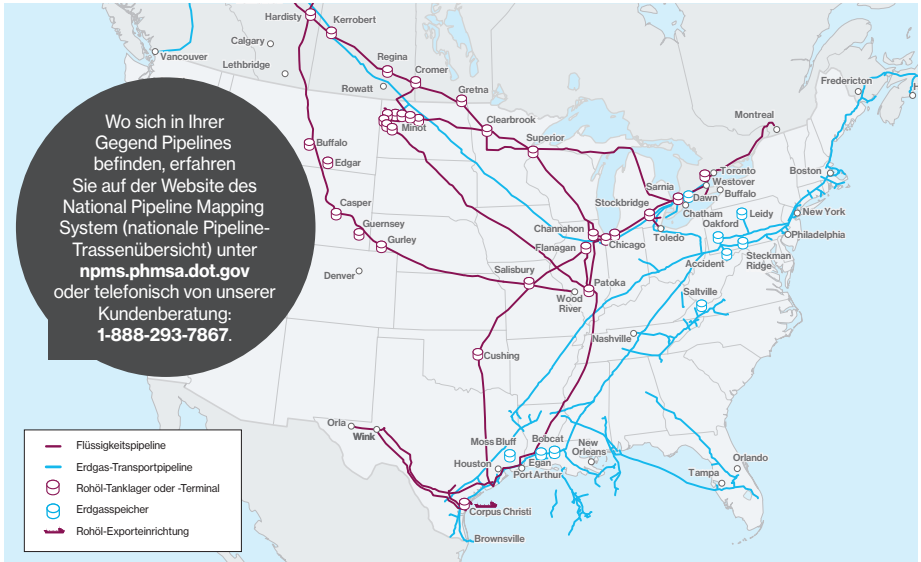 Hardisty
Kerrobert
Calgary
Vancouver
Lethbridge
Regina
Cromer
Rowatt
Gretna
Fredericton
Montreal
Minot
Clearbrook
Superior
Wo sich in Ihrer
Gegend Pipelines
befinden, erfahren
Sie auf der Website des
National Pipeline Mapping
System (nationale Pipeline-
Trassenübersicht) unter
npms.phmsa.dot.gov
oder telefonisch von unserer
Kundenberatung:
1-888-293-7867.
Buffalo
Edgar
Casper
Guernsey
Gurley
Denver
Toronto
Westover
Buffalo
Boston
Sarnia
Dawn
Stockbridge
Chatham
Oakford
Leidy
New York
Channahon
Flanagan
Chicago
Toledo
Philadelphia
Accident
Steckman
Ridge
Salisbury
Patoka
Wood
River
Saltville
Nashville
Cushing
Orla
Wink
Moss Bluff
Bobcat
New
Orleans
Houston
Egan
Port Arthur
Orlando
Tampa
Corpus Christi
Brownsville
Flüssigkeitspipeline
Erdgas-Transportpipeline
Rohöl-Tanklager oder -Terminal
Erdgasspeicher
Rohöl-Exporteinrichtung